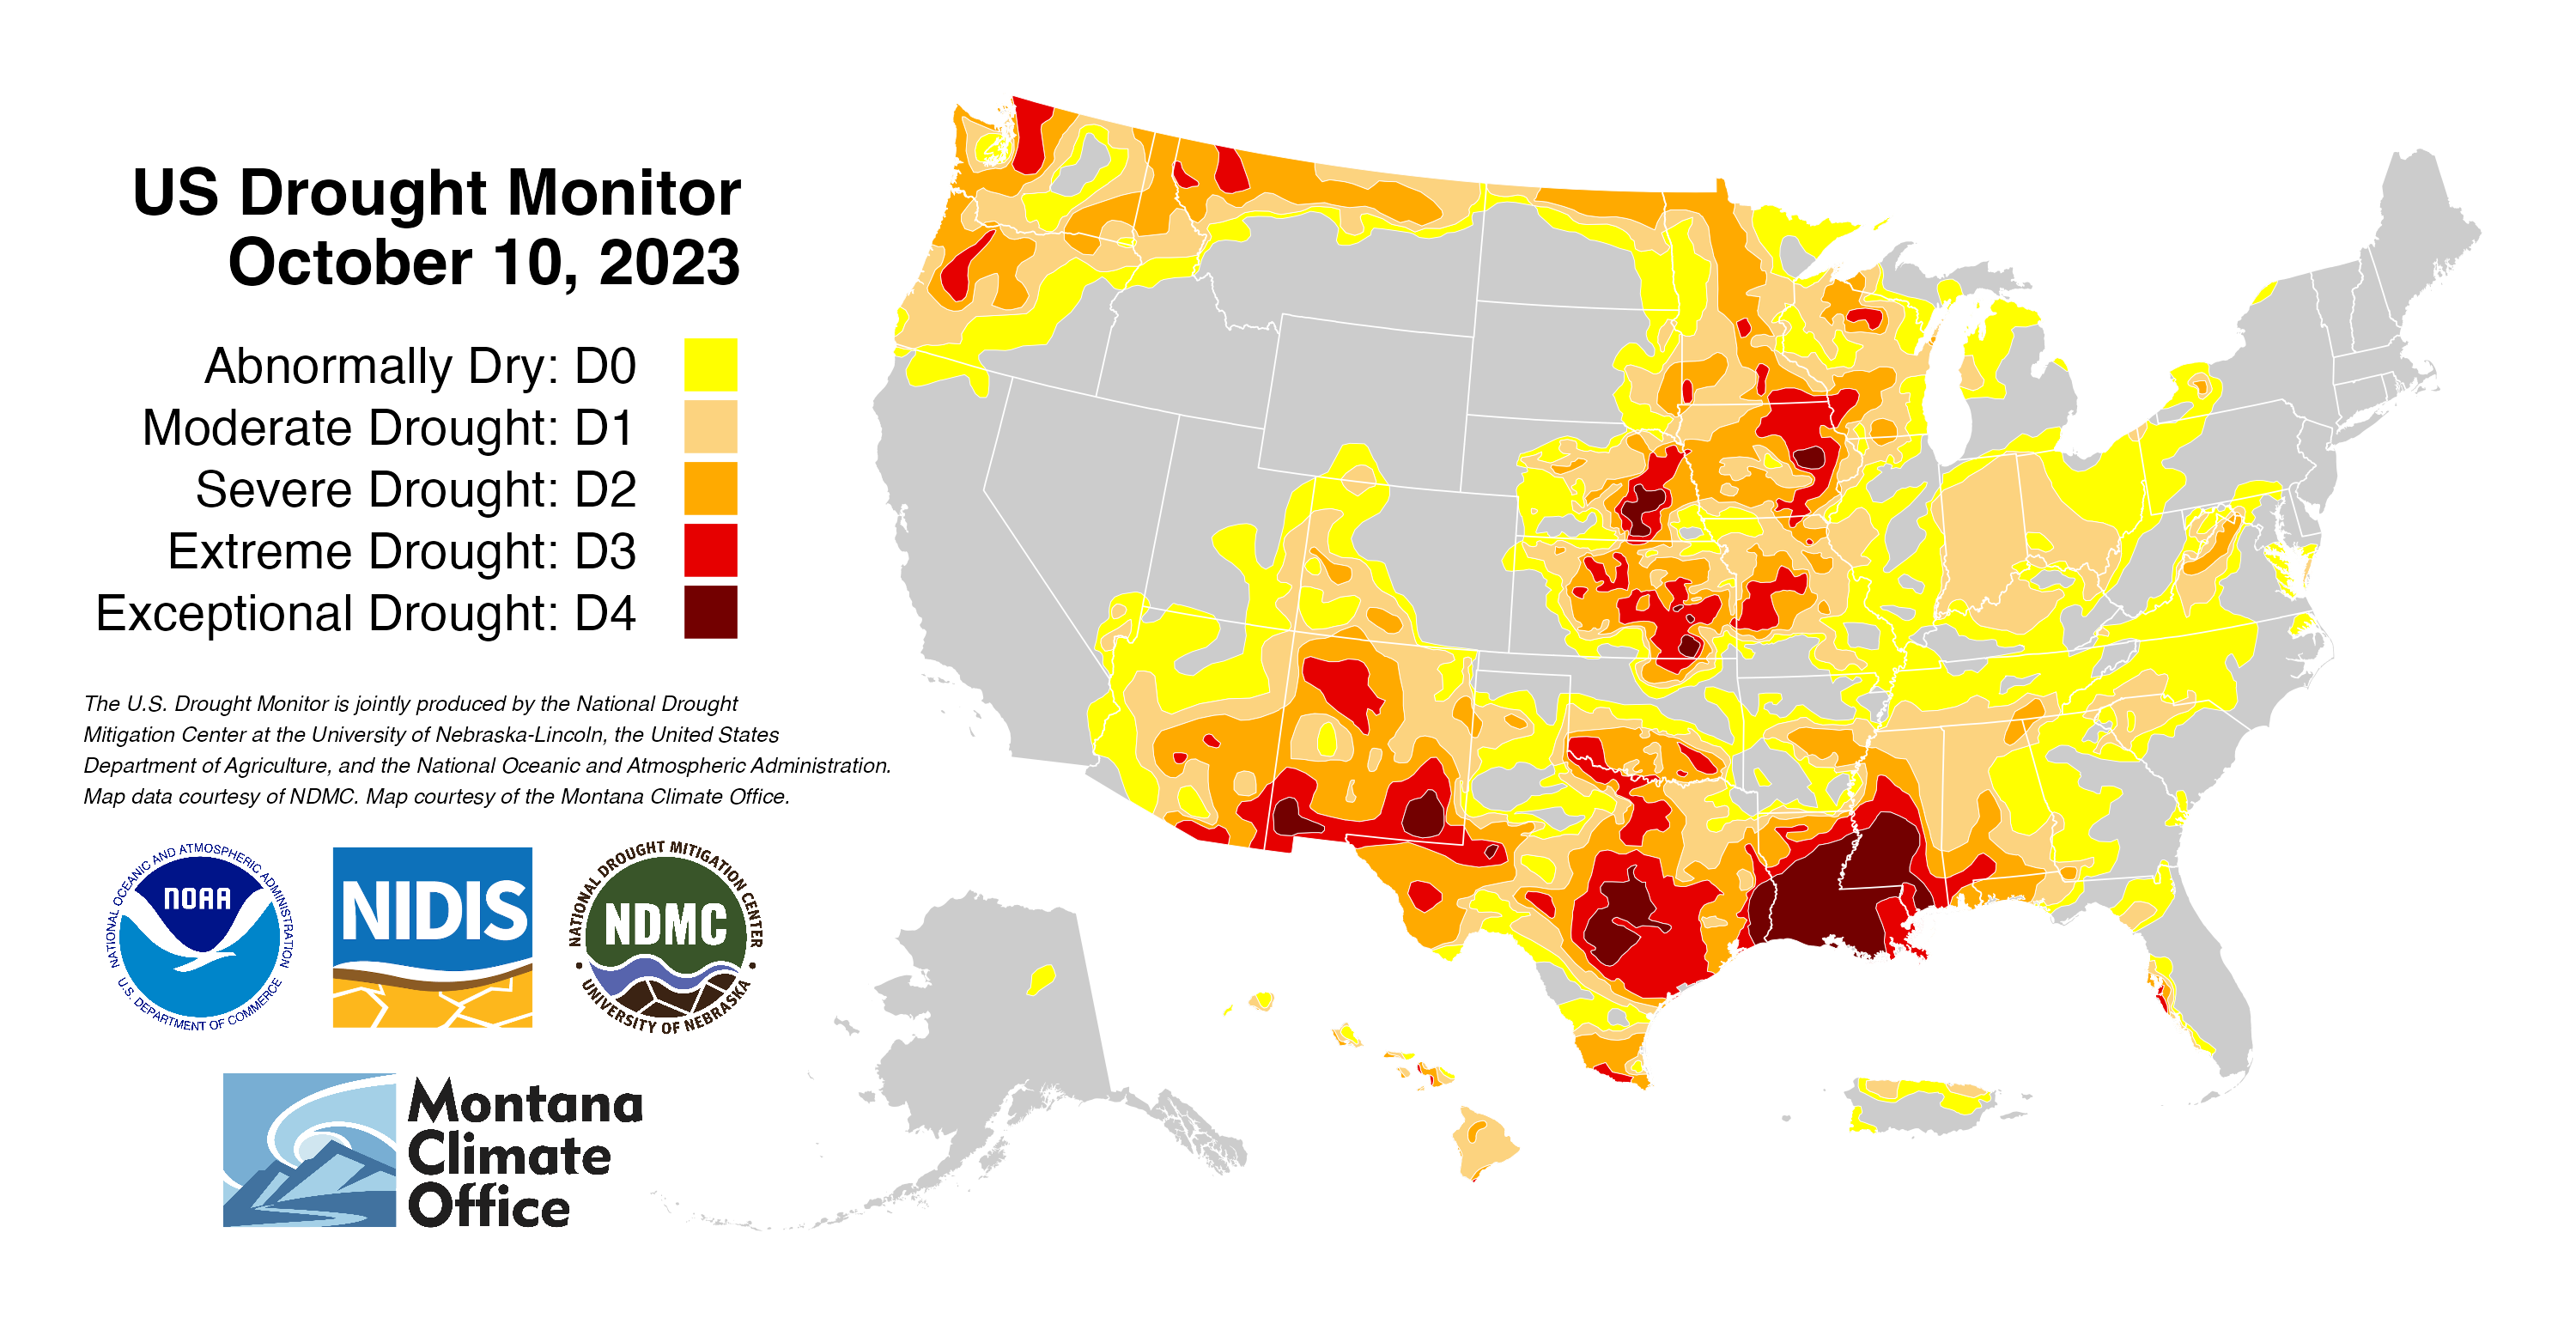 US Drought Monitor
October 10, 2023
Abnormally Dry: D0
Moderate Drought: D1
Severe Drought: D2
Extreme Drought: D3
Exceptional Drought: D4
The U.S. Drought Monitor is jointly produced by the National Drought
Mitigation Center at the University of Nebraska-Lincoln, the United States
Department of Agriculture, and the National Oceanic and Atmospheric Administration.
Map data courtesy of NDMC. Map courtesy of the Montana Climate Office.
NATIONAL OCEANIC AND ATMOSPHERIC ADMINISTRATION
NOAA
U.S. DEPARTMENT OF COMMERCE
NIDIS
NATIONAL DROUGHT MITIGATION CENTER
NDMC
UNIVERSITY OF NEBRASKA
Montana
Climate
Office